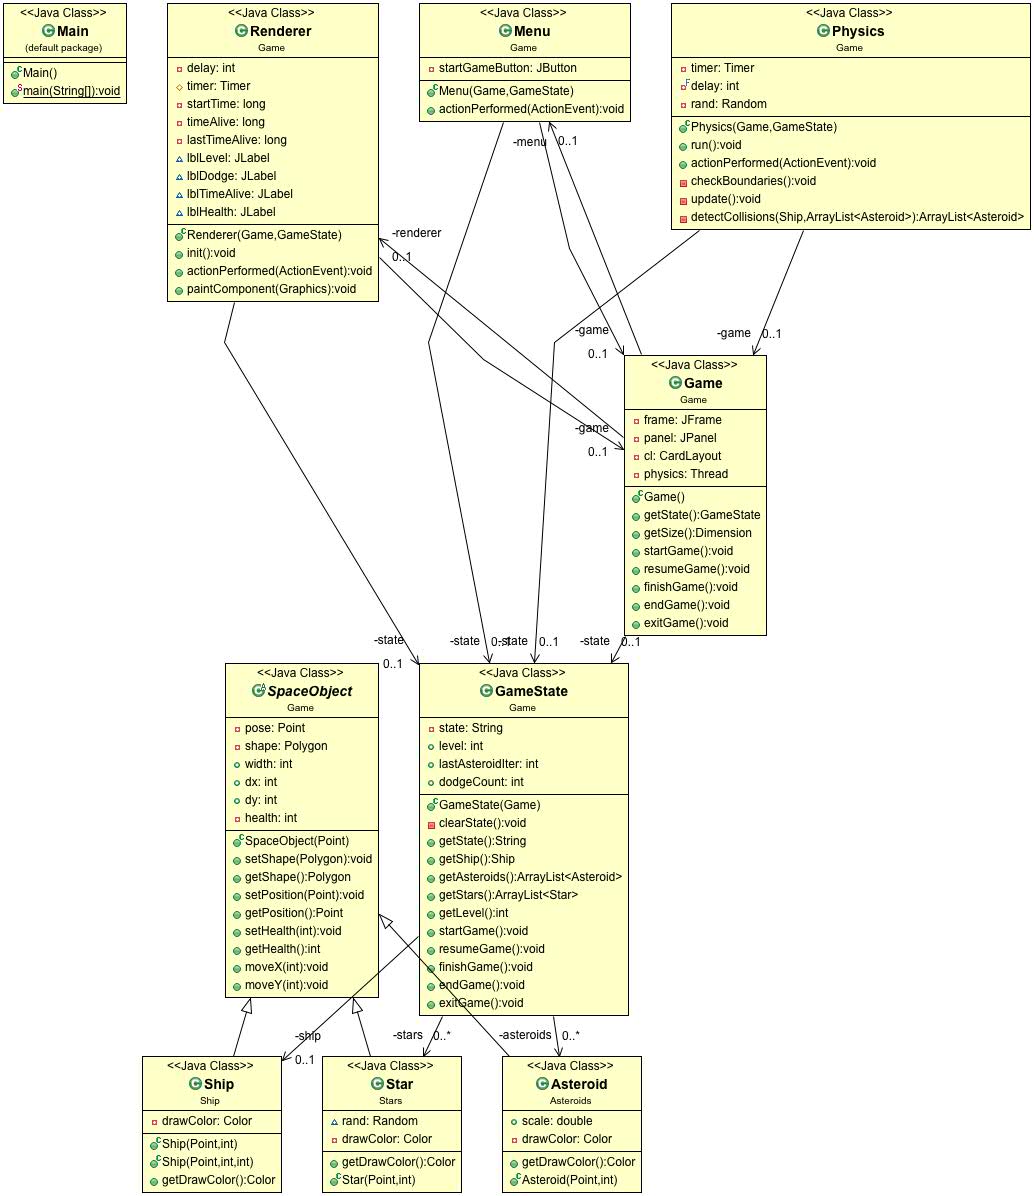 <<Java Class>>
Main
(default package)
Main()
main(String[]):void
<<Java Class>>
Renderer
Game
delay: int
timer: Timer
startTime: long
timeAlive: long
lastTimeAlive: long
lblLevel: JLabel
lblDodge: JLabel
lblTimeAlive: JLabel
lblHealth: JLabel
Renderer(Game,GameState)
init():void
actionPerformed(ActionEvent):void
paintComponent(Graphics):void
<<Java Class>>
Menu
Game
startGameButton: JButton
Menu(Game,GameState)
actionPerformed(ActionEvent):void
<<Java Class>>
Physics
Game
timer: Timer
delay: int
rand: Random
Physics(Game,GameState)
run():void
actionPerformed(ActionEvent):void
checkBoundaries():void
update():void
detectCollisions(Ship,ArrayList<Asteroid>):ArrayList<Asteroid>
-menu
0..1
-renderer
0..1
-game
0..1
-game
0..1
-game
0..1
<<Java Class>>
Game
Game
frame: JFrame
panel: JPanel
cl: CardLayout
physics: Thread
Game()
getState():GameState
getSize():Dimension
startGame():void
resumeGame():void
finishGame():void
endGame():void
exitGame():void
-state
0..1
-state
0..1
-state
0..1
-state
0..1
<<Java Class>>
SpaceObject
Game
pose: Point
shape: Polygon
width: int
dx: int
dy: int
health: int
SpaceObject(Point)
setShape(Polygon):void
getShape():Polygon
setPosition(Point):void
getPosition():Point
setHealth(int):void
getHealth():int
moveX(int):void
moveY(int):void
<<Java Class>>
GameState
Game
state: String
level: int
lastAsteroidIter: int
dodgeCount: int
GameState(Game)
clearState():void
getState():String
getShip():Ship
getAsteroids():ArrayList<Asteroid>
getStars():ArrayList<Star>
getLevel():int
startGame():void
resumeGame():void
finishGame():void
endGame():void
exitGame():void
-ship
0..1
-stars
0..*
-asteroids
0..*
<<Java Class>>
Ship
Ship
drawColor: Color
Ship(Point,int)
Ship(Point,int,int)
getDrawColor():Color
<<Java Class>>
Star
Stars
rand: Random
drawColor: Color
getDrawColor():Color
Star(Point,int)
<<Java Class>>
Asteroid
Asteroids
scale: double
drawColor: Color
getDrawColor():Color
Asteroid(Point,int)